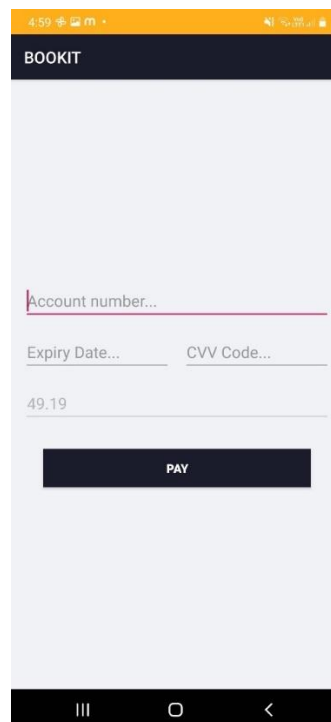 4:59
BOOKIT
Account number...
Expiry Date... CVV Code...
49.19
PAY